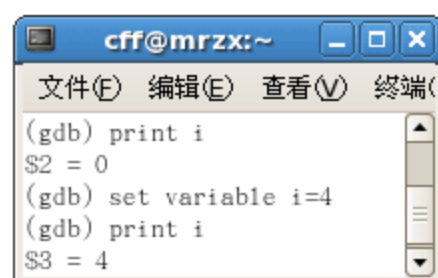 cff@mrzx:~
文件(F) 编辑(E) 查看(V) 终端(
(gdb) print i
$2 = 0
(gdb) set variable i=4
(gdb) print i
$3 = 4